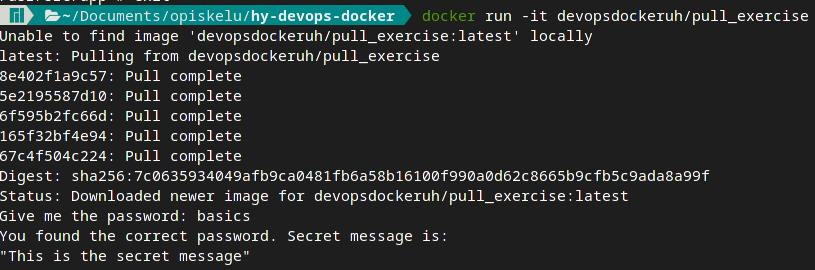 ~/Documents/opiskelu/hy-devops-docker docker run -it devopsdockeruh/pull_exercise
Unable to find image 'devopsdockeruh/pull_exercise:latest' locally
latest: Pulling from devopsdockeruh/pull_exercise
8e402f1a9c57: Pull complete
5e2195587d10: Pull complete
6f595b2fc66d: Pull complete
165f32bf4e94: Pull complete
67c4f504c224: Pull complete
Digest: sha256:7c0635934049afb9ca0481fb6a58b16100f990a0d62c8665b9cfb5c9ada8a99f
Status: Downloaded newer image for devopsdockeruh/pull_exercise:latest
Give me the password: basics
You found the correct password. Secret message is:
"This is the secret message"